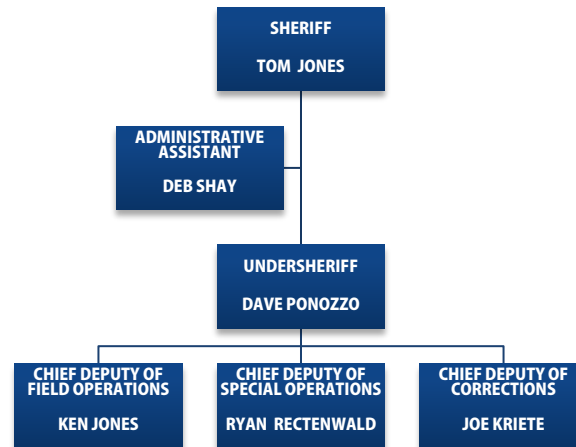 SHERIFF
TOM JONES
ADMINISTRATIVE
ASSISTANT
DEB SHAY
UNDERSHERIFF
DAVE PONOZZO
CHIEF DEPUTY OF
FIELD OPERATIONS
KEN JONES
CHIEF DEPUTY OF
SPECIAL OPERATIONS
RYAN RECTENWALD
CHIEF DEPUTY OF
CORRECTIONS
JOE KRIETE